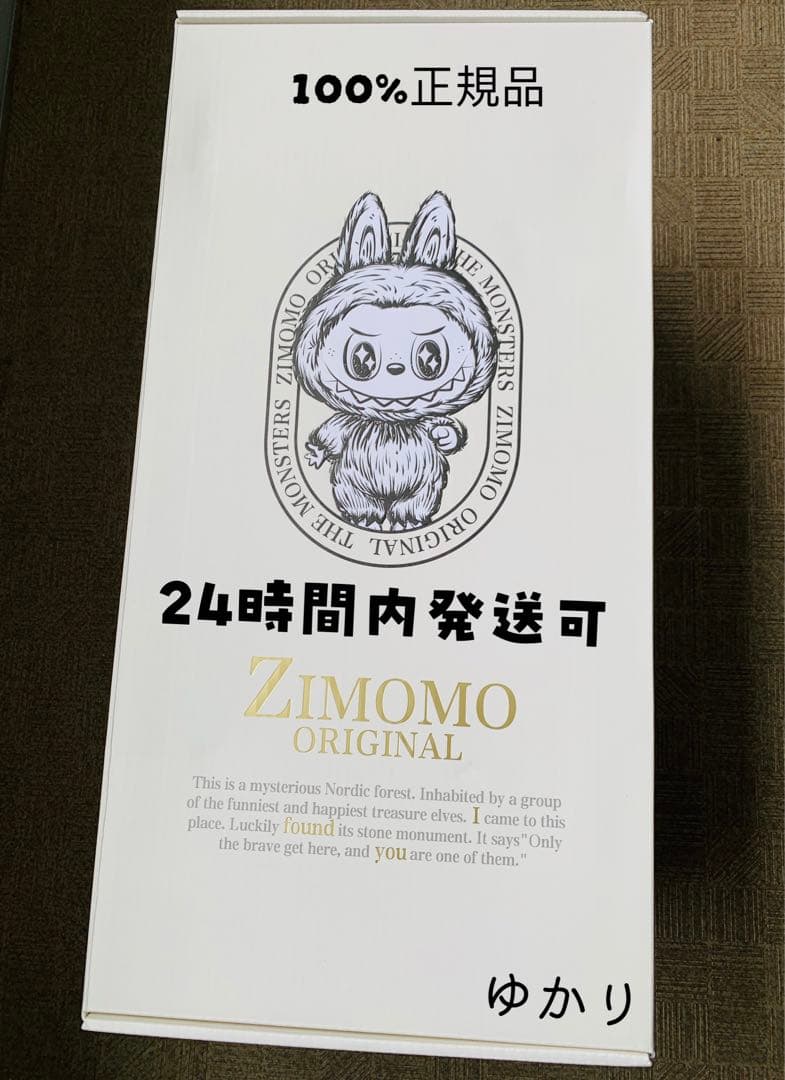 100%正規品
ZIMOMO ORIGINAL THE MONSTERS ZIMOMO ORI THE MONSTERS
24時間内発送可
ZIMOMO
ORIGINAL
This is a mysterious Nordic forest. Inhabited by a group
of the funniest and happiest treasure elves. I came to this
place. Luckily found its stone monument. It says"Only
the brave get here, and you are one of them."
ゆかり